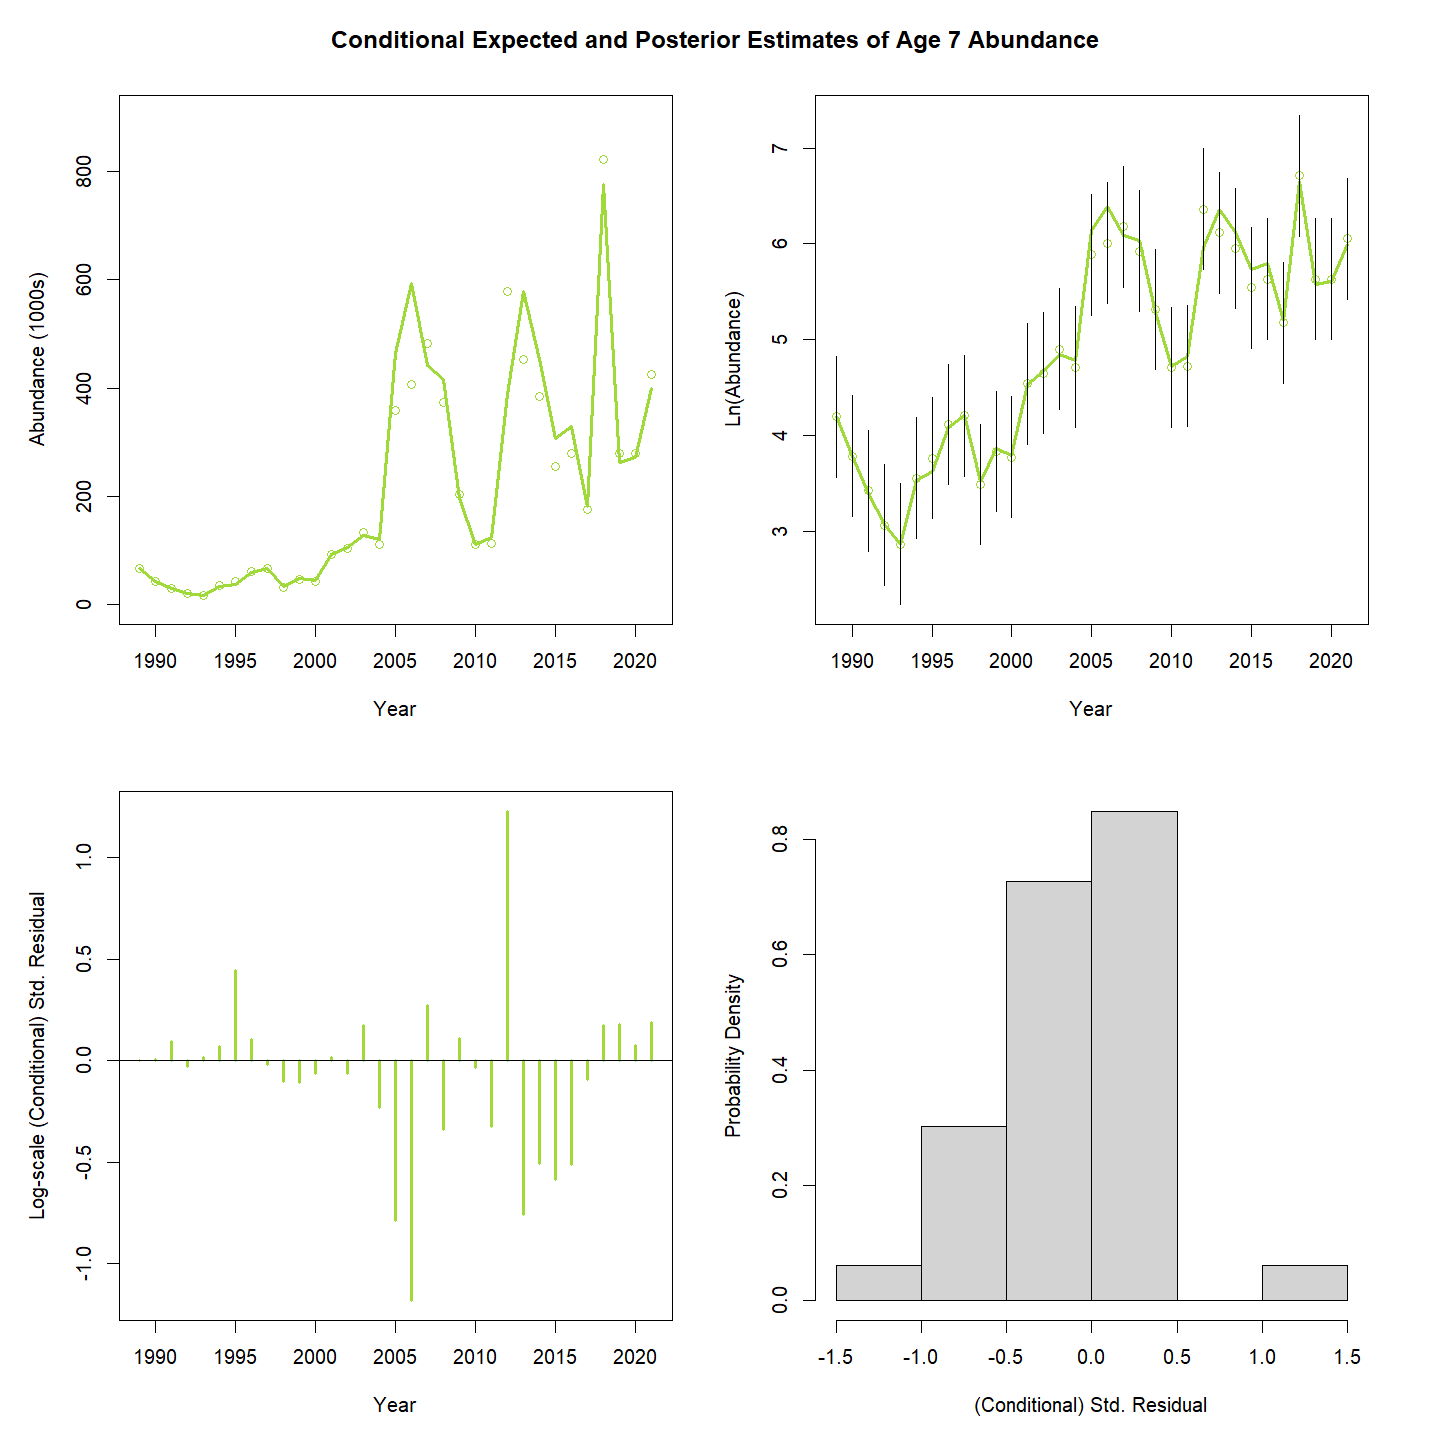 Conditional Expected and Posterior Estimates of Age 7 Abundance
Abundance (1000s)
800
600
400
200
0
1990 1995 2000 2005 2010 2015 2020
Year
Ln(Abundance)
7
6
5
4
3
1990 1995 2000 2005 2010 2015 2020
Year
Log-scale (Conditional) Std. Residual
1.0
0.5
0.0
-0.5
-1.0
1990 1995 2000 2005 2010 2015 2020
Year
Probability Density
0.8
0.6
0.4
0.2
0.0
-1.5 -1.0 -0.5 0.0 0.5 1.0 1.5
(Conditional) Std. Residual